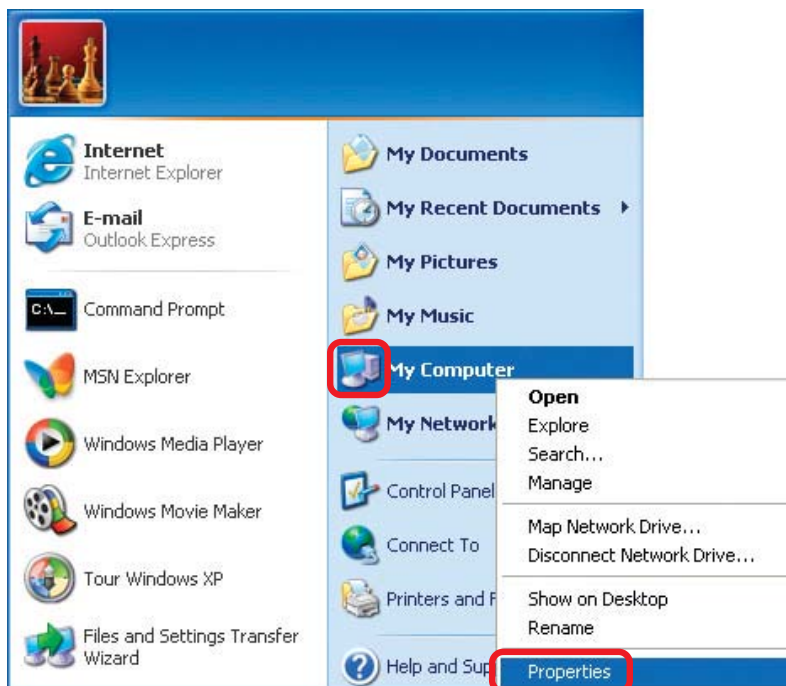 Internet
Internet Explorer
E-mail
Outlook Express
C:\_
Command Prompt
MSN Explorer
Windows Media Player
Windows Movie Maker
Tour Windows XP
Files and Settings Transfer
Wizard
My Documents
My Recent Documents
My Pictures
My Music
My Computer
My Network
Control Panel
Connect To
Printers and F
Help and Sup
Open
Explore
Search...
Manage
Map Network Drive...
Disconnect Network Drive...
Show on Desktop
Rename
Properties